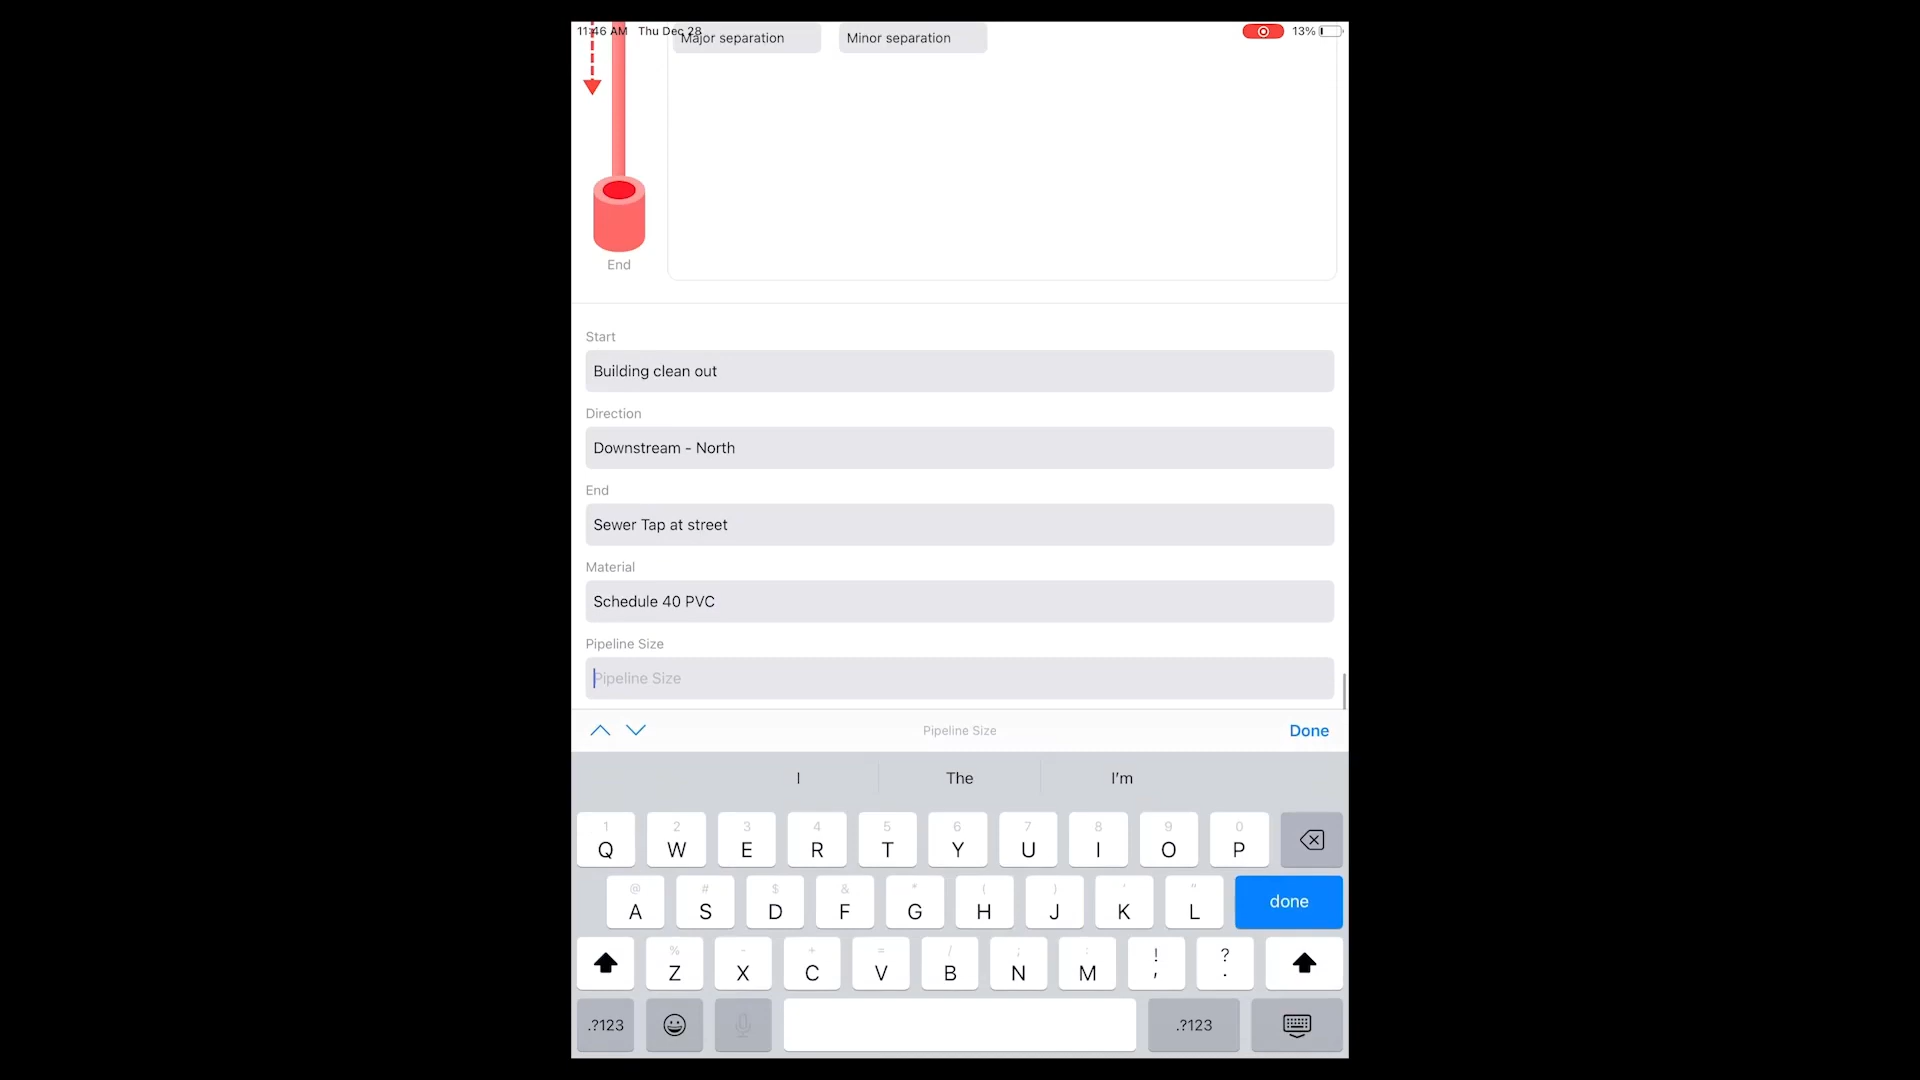 11:46 AM Thu Dec 28
13%
Major separation
Minor separation
End
Start
Building clean out
Direction
Downstream - North
End
Sewer Tap at street
Material
Schedule 40 PVC
Pipeline Size
Pipeline Size
Pipeline Size
Done
I The I'm
1 2 3 4 5 6 7 8 9 0
Q W E R T Y U I O P
@ # $ & * ( ) ' "
A S D F G H J K L done
% - + = / ; : ! ?
Z X C V B N M , .
.?123 .?123